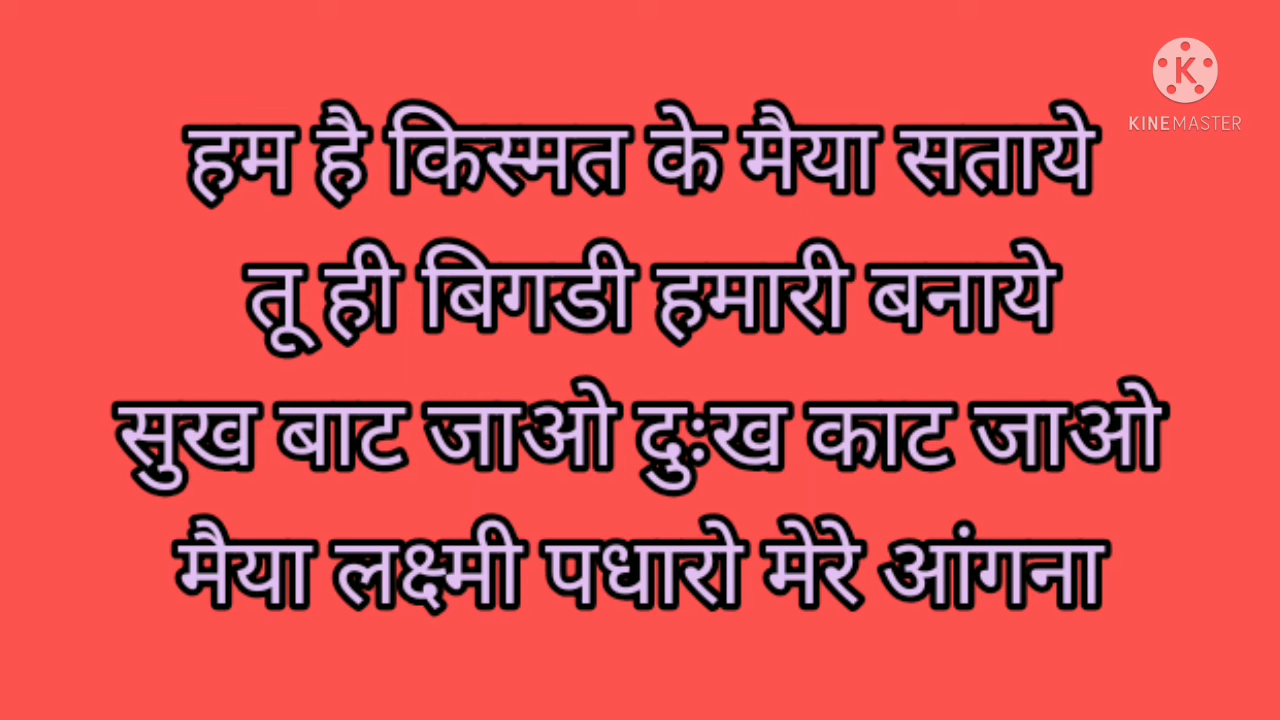 K
KINEMASTER
हम है किस्मत के मैया सताये
तू ही बिगडी हमारी बनाये
सुख बाट जाओ दुःख काट जाओ
मैया लक्ष्मी पधारो मेरे आंगना